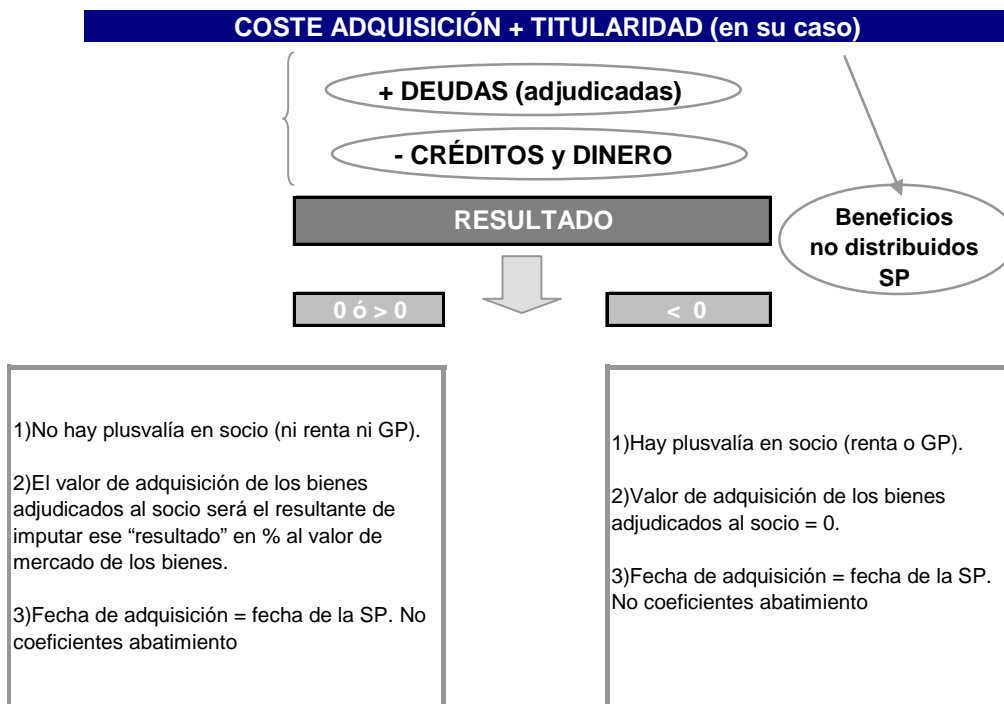 COSTE ADQUISICIÓN + TITULARIDAD (en su caso)
+ DEUDAS (adjudicadas)
- CRÉDITOS y DINERO
RESULTADO
Beneficios
no distribuidos
SP
0 ó > 0
< 0
1)No hay plusvalía en socio (ni renta ni GP).
2)El valor de adquisición de los bienes
adjudicados al socio será el resultante de
imputar ese “resultado” en % al valor de
mercado de los bienes.
3)Fecha de adquisición = fecha de la SP. No
coeficientes abatimiento
1)Hay plusvalía en socio (renta o GP).
2)Valor de adquisición de los bienes
adjudicados al socio = 0.
3)Fecha de adquisición = fecha de la SP.
No coeficientes abatimiento